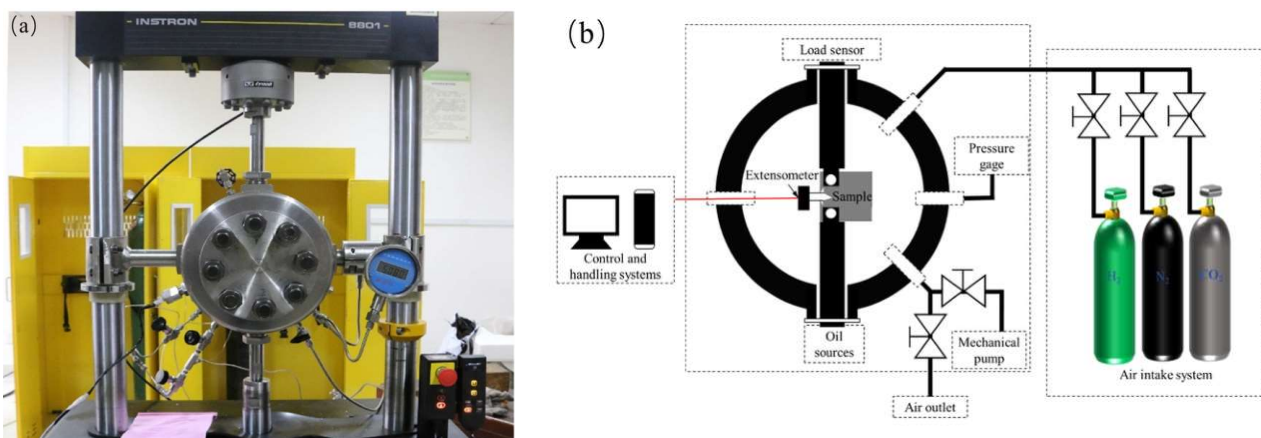 (a)
INSTRON
8801
(b)
Load sensor
Pressure
gage
Extensometer
Sample
Control and
handling systems
Oil
sources
Mechanical
pump
Air outlet
H2
N2
CO2
Air intake system